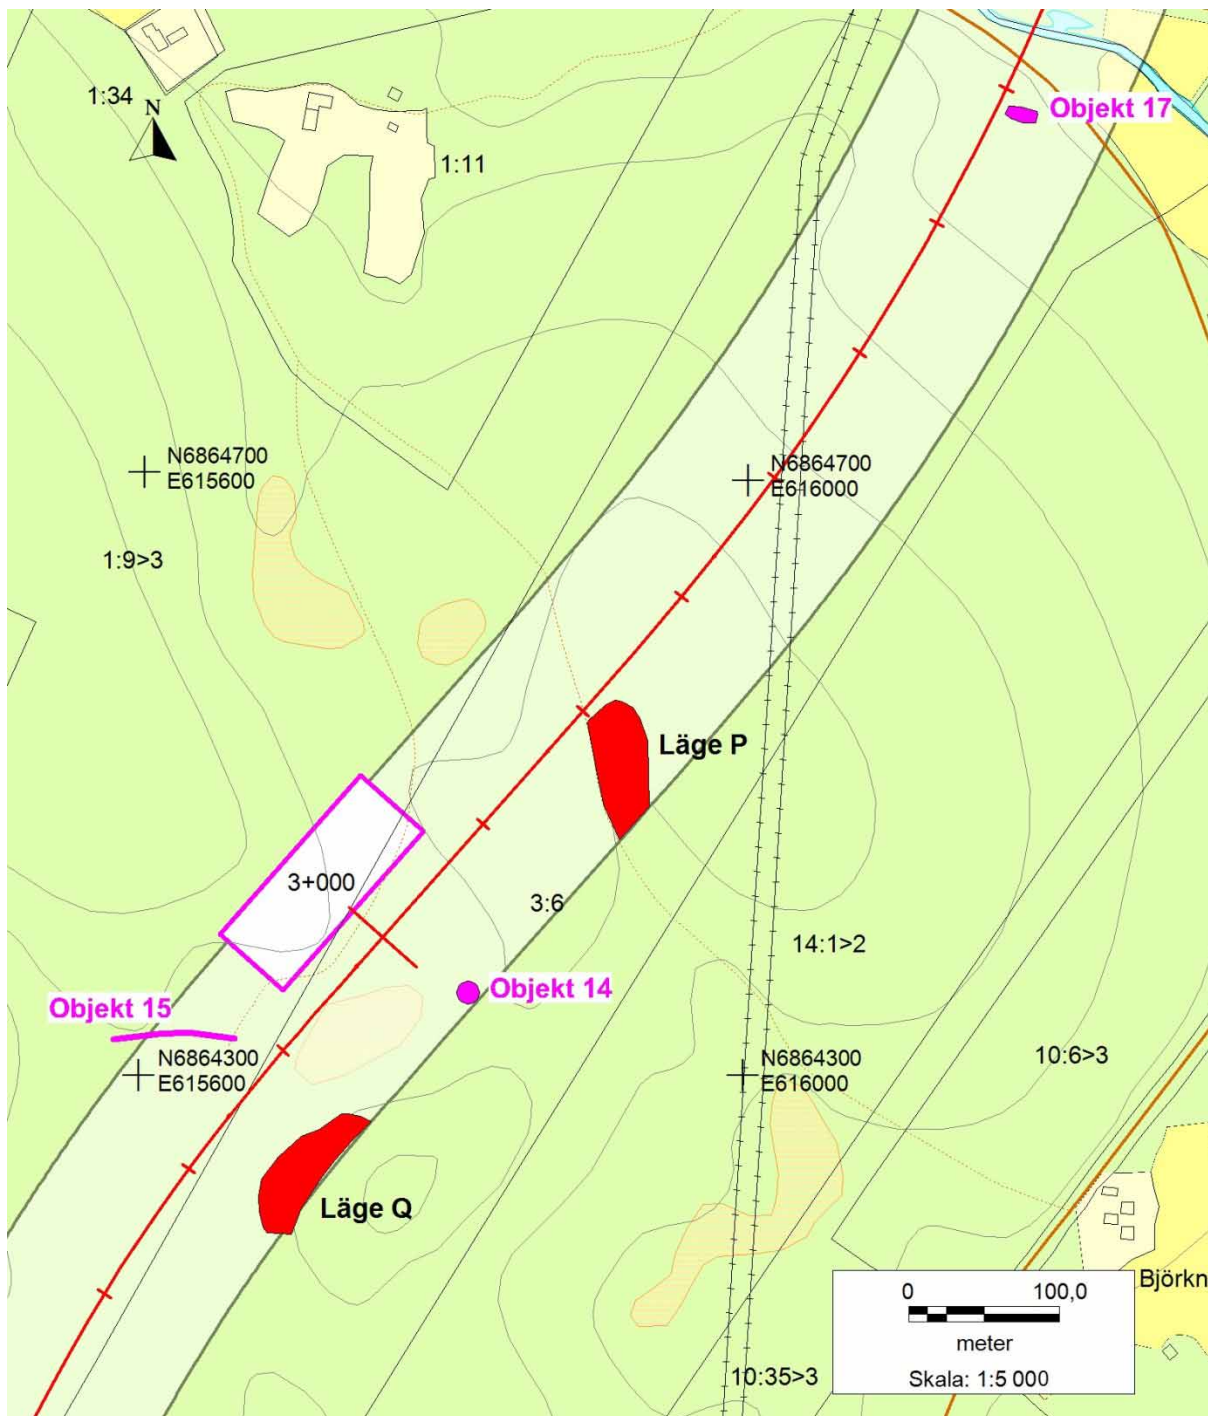 1:34
N
Objekt 17
1:11
N6864700
E615600
N6864700
E616000
1:9>3
Läge P
3+000
3:6
14:1>2
Objekt 14
Objekt 15
N6864300
E615600
N6864300
E616000
10:6>3
Läge Q
Björkn
0 100,0
meter
Skala: 1:5 000
10:35>3